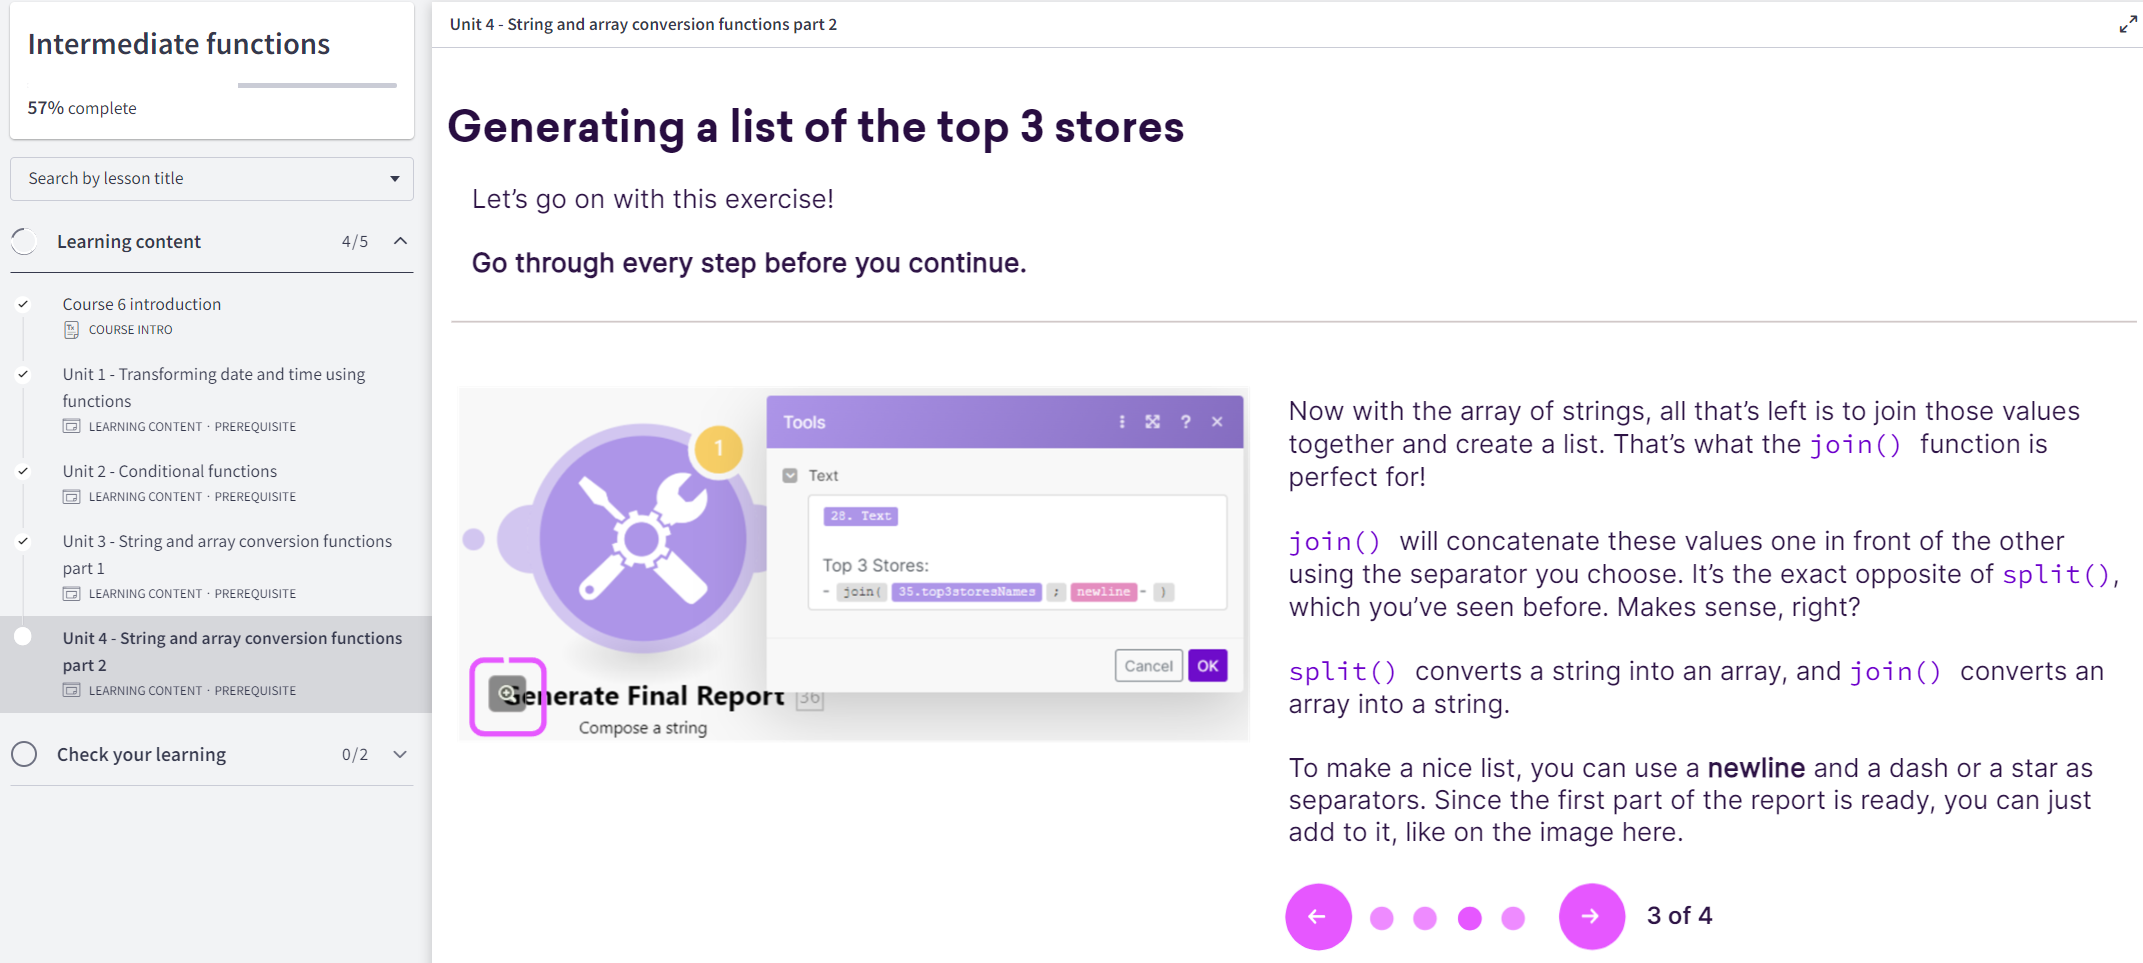 Intermediate functions
57% complete
Search by lesson title
Learning content 4/5
Course 6 introduction
COURSE INTRO
Unit 1 - Transforming date and time using
functions
LEARNING CONTENT · PREREQUISITE
Unit 2 - Conditional functions
LEARNING CONTENT · PREREQUISITE
Unit 3 - String and array conversion functions
part 1
LEARNING CONTENT · PREREQUISITE
Unit 4 - String and array conversion functions
part 2
LEARNING CONTENT · PREREQUISITE
Check your learning 0/2
Unit 4 - String and array conversion functions part 2
Generating a list of the top 3 stores
Let's go on with this exercise!
Go through every step before you continue.
1
Tools
?
Text
28. Text
Top 3 Stores:
- join( 35.top3storesNames ; newline - )
Cancel OK
Generate Final Report 36
Compose a string
Now with the array of strings, all that's left is to join those values
together and create a list. That's what the join() function is
perfect for!
join() will concatenate these values one in front of the other
using the separator you choose. It's the exact opposite of split(),
which you've seen before. Makes sense, right?
split() converts a string into an array, and join() converts an
array into a string.
To make a nice list, you can use a newline and a dash or a star as
separators. Since the first part of the report is ready, you can just
add to it, like on the image here.
3 of 4